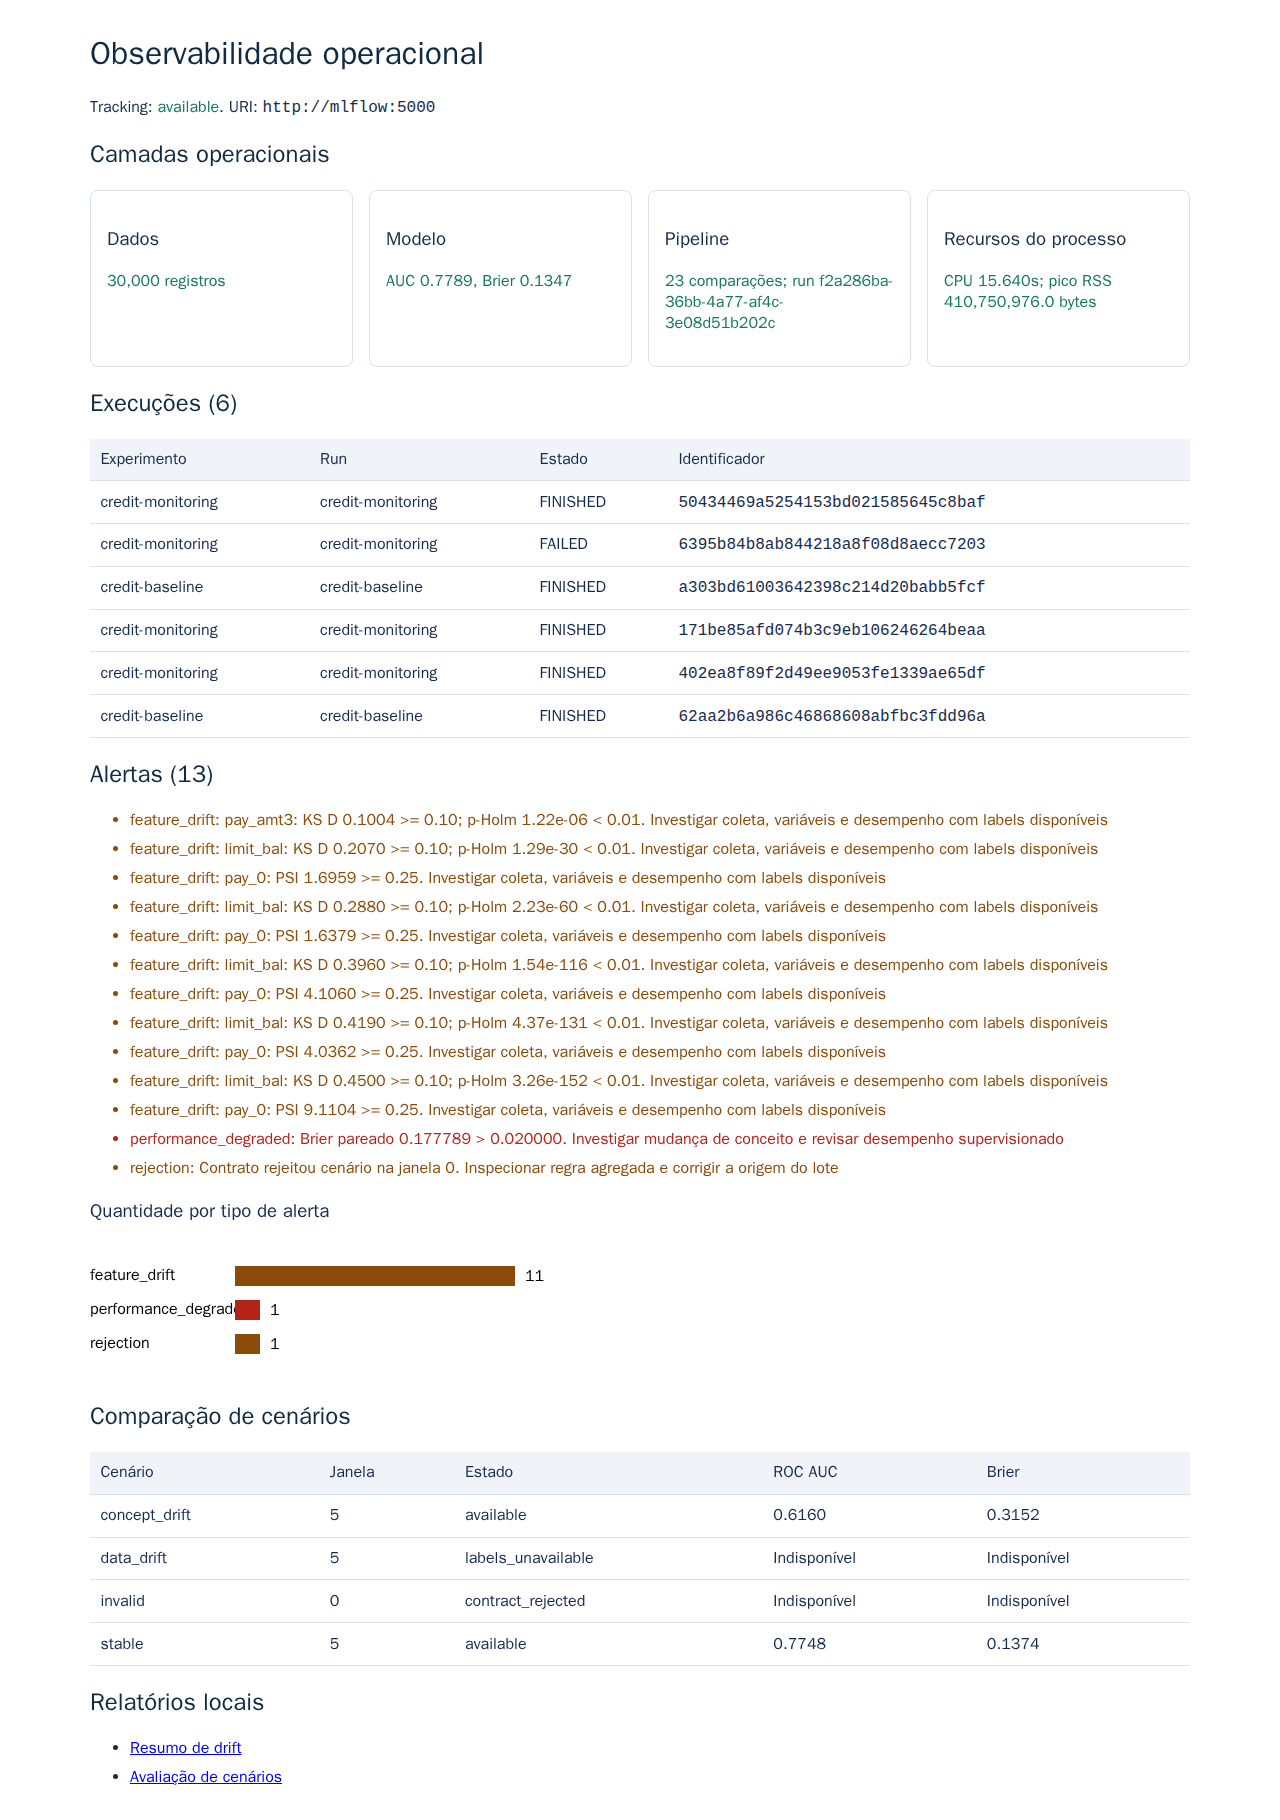 Observabilidade operacional
Tracking: available. URI: http://mlflow:5000
Camadas operacionais
Dados
30,000 registros
Modelo
AUC 0.7789, Brier 0.1347
Pipeline
23 comparações; run f2a286ba-
36bb-4a77-af4c-
3e08d51b202c
Recursos do processo
CPU 15.640s; pico RSS
410,750,976.0 bytes
Execuções (6)
Experimento Run Estado Identificador
credit-monitoring credit-monitoring FINISHED 50434469a5254153bd021585645c8baf
credit-monitoring credit-monitoring FAILED 6395b84b8ab844218a8f08d8aecc7203
credit-baseline credit-baseline FINISHED a303bd61003642398c214d20babb5fcf
credit-monitoring credit-monitoring FINISHED 171be85afd074b3c9eb106246264beaa
credit-monitoring credit-monitoring FINISHED 402ea8f89f2d49ee9053fe1339ae65df
credit-baseline credit-baseline FINISHED 62aa2b6a986c46868608abfbc3fdd96a
Alertas (13)
• feature_drift: pay_amt3: KS D 0.1004 >= 0.10; p-Holm 1.22e-06 < 0.01. Investigar coleta, variáveis e desempenho com labels disponíveis
• feature_drift: limit_bal: KS D 0.2070 >= 0.10; p-Holm 1.29e-30 < 0.01. Investigar coleta, variáveis e desempenho com labels disponíveis
• feature_drift: pay_0: PSI 1.6959 >= 0.25. Investigar coleta, variáveis e desempenho com labels disponíveis
• feature_drift: limit_bal: KS D 0.2880 >= 0.10; p-Holm 2.23e-60 < 0.01. Investigar coleta, variáveis e desempenho com labels disponíveis
• feature_drift: pay_0: PSI 1.6379 >= 0.25. Investigar coleta, variáveis e desempenho com labels disponíveis
• feature_drift: limit_bal: KS D 0.3960 >= 0.10; p-Holm 1.54e-116 < 0.01. Investigar coleta, variáveis e desempenho com labels disponíveis
• feature_drift: pay_0: PSI 4.1060 >= 0.25. Investigar coleta, variáveis e desempenho com labels disponíveis
• feature_drift: limit_bal: KS D 0.4190 >= 0.10; p-Holm 4.37e-131 < 0.01. Investigar coleta, variáveis e desempenho com labels disponíveis
• feature_drift: pay_0: PSI 4.0362 >= 0.25. Investigar coleta, variáveis e desempenho com labels disponíveis
• feature_drift: limit_bal: KS D 0.4500 >= 0.10; p-Holm 3.26e-152 < 0.01. Investigar coleta, variáveis e desempenho com labels disponíveis
• feature_drift: pay_0: PSI 9.1104 >= 0.25. Investigar coleta, variáveis e desempenho com labels disponíveis
• performance_degraded: Brier pareado 0.177789 > 0.020000. Investigar mudança de conceito e revisar desempenho supervisionado
• rejection: Contrato rejeitou cenário na janela 0. Inspecionar regra agregada e corrigir a origem do lote
Quantidade por tipo de alerta
feature_drift 11
performance_degrad 1
rejection 1
Comparação de cenários
Cenário Janela Estado ROC AUC Brier
concept_drift 5 available 0.6160 0.3152
data_drift 5 labels_unavailable Indisponível Indisponível
invalid 0 contract_rejected Indisponível Indisponível
stable 5 available 0.7748 0.1374
Relatórios locais
• Resumo de drift
• Avaliação de cenários